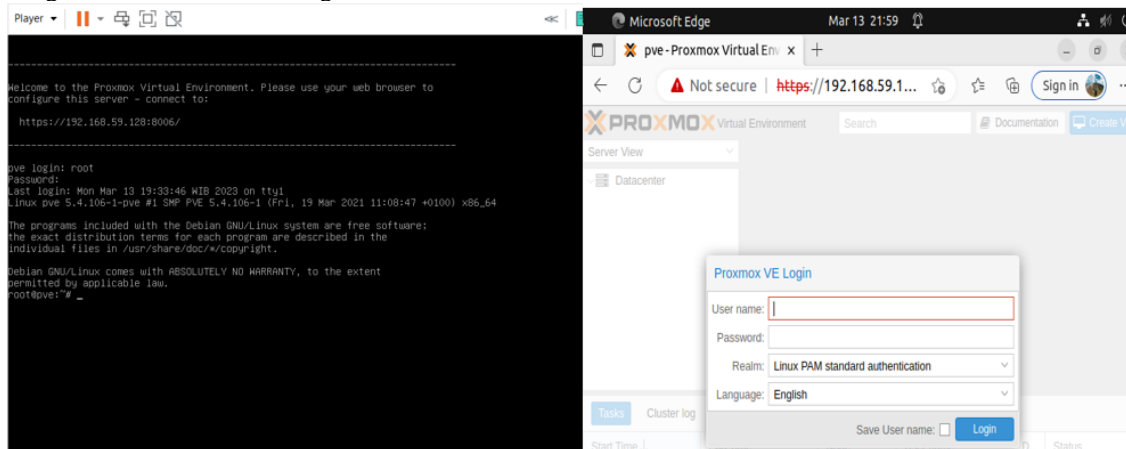 Player
Welcome to the Proxmox Virtual Environment. Please use your web browser to
configure this server - connect to:
https://192.168.59.128:8006/
pve login: root
Password:
Last login: Mon Mar 13 19:33:46 WIB 2023 on tty1
Linux pve 5.4.106-1-pve #1 SMP PVE 5.4.106-1 (Fri, 19 Mar 2021 11:08:47 +0100) x86_64
The programs included with the Debian GNU/Linux system are free software;
the exact distribution terms for each program are described in the
individual files in /usr/share/doc/*/copyright.
Debian GNU/Linux comes with ABSOLUTELY NO WARRANTY, to the extent
permitted by applicable law.
root@pve:~# _
Microsoft Edge Mar 13 21:59
pve - Proxmox Virtual Env
Not secure https://192.168.59.1... Sign in
PROXMOX Virtual Environment Search Documentation Create V
Server View
Datacenter
Proxmox VE Login
User name:
Password:
Realm: Linux PAM standard authentication
Language: English
Save User name: Login
Tasks Cluster log
Start Time Status